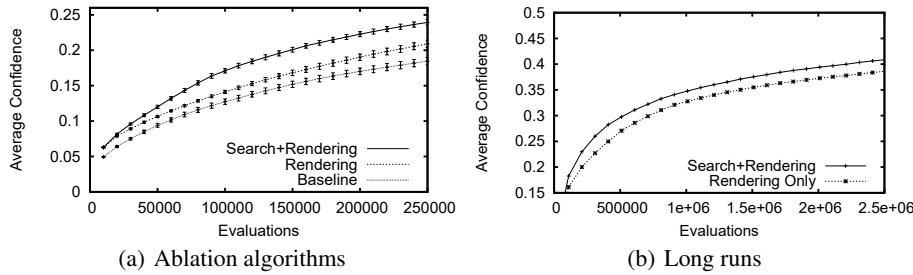 0.25
0.2
0.15
0.1
0.05
0
Average Confidence
Search+Rendering
Rendering
Baseline
0 50000 100000 150000 200000 250000
Evaluations
(a) Ablation algorithms
0.5
0.45
0.4
0.35
0.3
0.25
0.2
0.15
Average Confidence
Search+Rendering
Rendering Only
0 500000 1e+06 1.5e+06 2e+06 2.5e+06
Evaluations
(b) Long runs